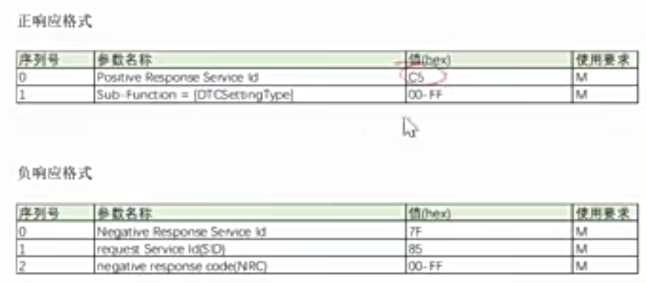 正响应格式
序列号 参数名称 值(hex) 使用要求
0 Positive Response Service Id C5 M
1 Sub-Function = [DTCSettingType] 00-FF M
负响应格式
序列号 参数名称 值(hex) 使用要求
0 Negative Response Service Id 7F M
1 request Service Id(SID) 85 M
2 negative response code(NRC) 00-FF M